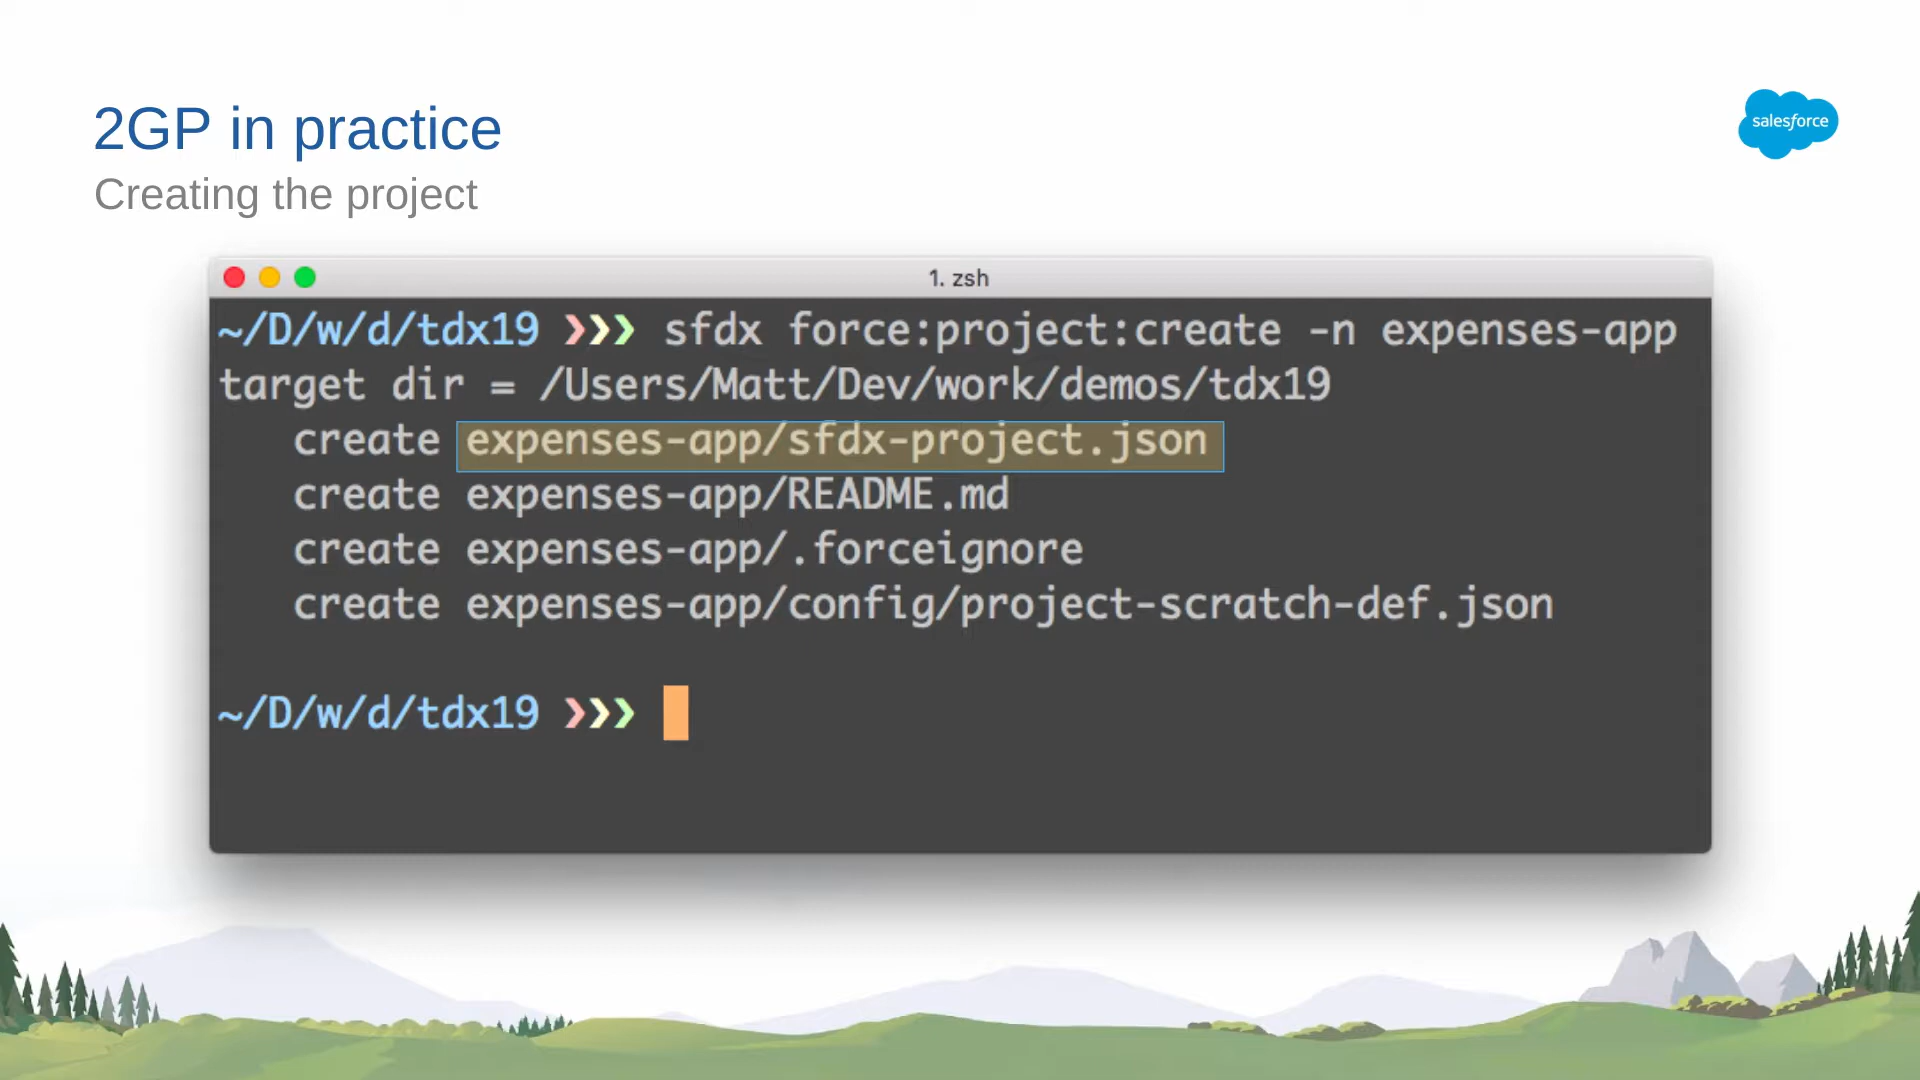 2GP in practice
Creating the project
salesforce
1. zsh
~/D/w/d/tdx19 ❯❯❯ sfdx force:project:create -n expenses-app
target dir = /Users/Matt/Dev/work/demos/tdx19
create expenses-app/sfdx-project.json
create expenses-app/README.md
create expenses-app/.forceignore
create expenses-app/config/project-scratch-def.json
~/D/w/d/tdx19 ❯❯❯